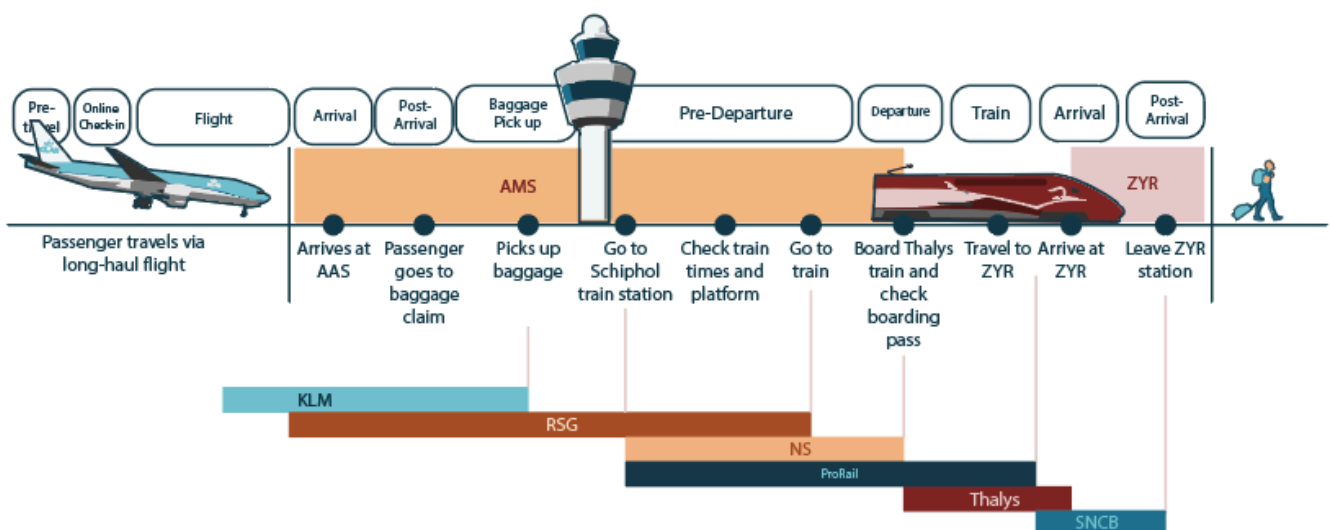 Pre-
travel
Online
Check-in
Flight
Arrival
Post-
Arrival
Baggage
Pick up
Pre-Departure
Departure
Train
Arrival
Post-
Arrival
AMS
ZYR
Passenger travels via
long-haul flight
Arrives at
AAS
Passenger
goes to
baggage
claim
Picks up
baggage
Go to
Schiphol
train station
Check train
times and
platform
Go to
train
Board Thalys
train and
check
boarding
pass
Travel to
ZYR
Arrive at
ZYR
Leave ZYR
station
KLM
RSG
NS
ProRail
Thalys
SNCB